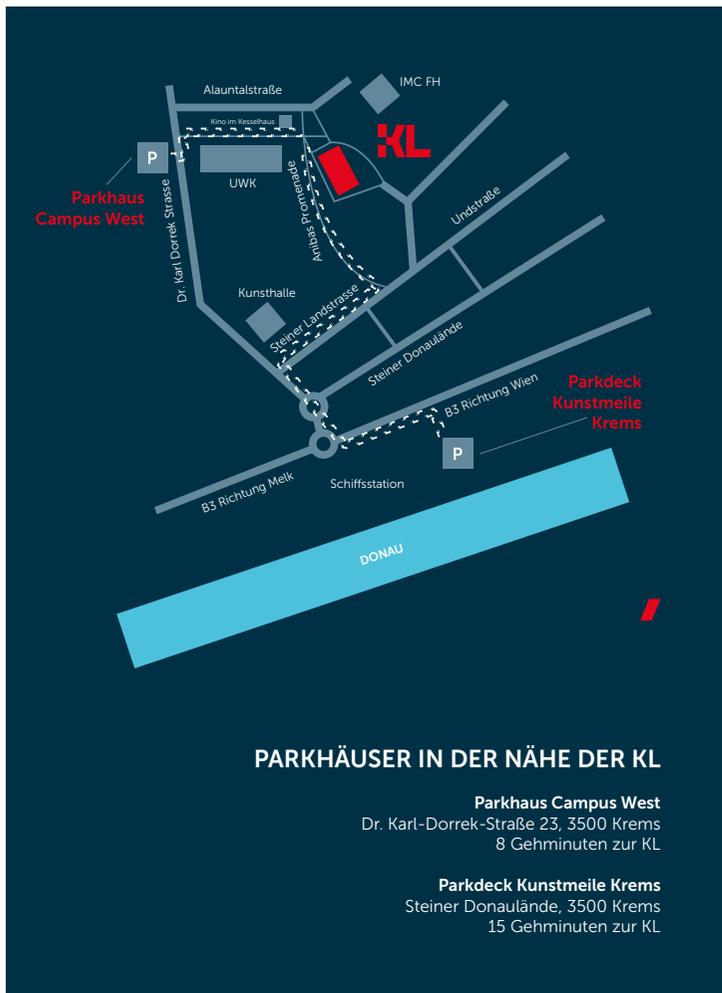 Alauntalstraße
IMC FH
Kino im Kesselhaus
KL
P
UWK
Parkhaus
Campus West
Dr. Karl Dorrek Strasse
Anibas Promenade
Undstraße
Kunsthalle
Steiner Landstrasse
Steiner Donaulände
B3 Richtung Wien
Parkdeck
Kunstmeile
Krems
P
B3 Richtung Melk
Schiffsstation
DONAU
PARKHÄUSER IN DER NÄHE DER KL
Parkhaus Campus West
Dr. Karl-Dorrek-Straße 23, 3500 Krems
8 Gehminuten zur KL
Parkdeck Kunstmeile Krems
Steiner Donaulände, 3500 Krems
15 Gehminuten zur KL